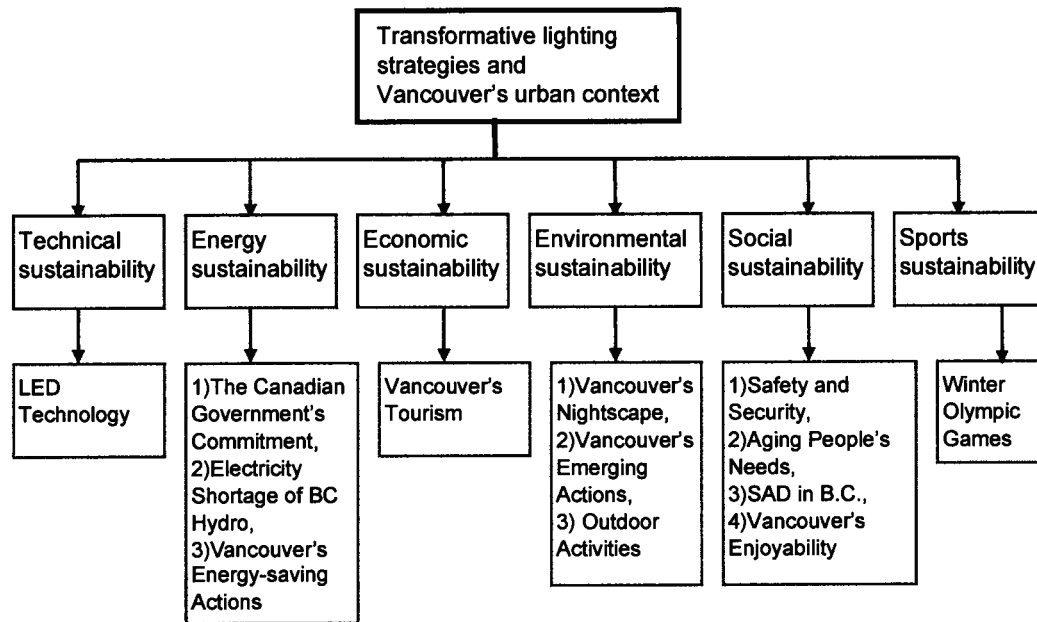 Transformative lighting
strategies and
Vancouver's urban context
Technical
sustainability
Energy
sustainability
Economic
sustainability
Environmental
sustainability
Social
sustainability
Sports
sustainability
LED
Technology
1)The Canadian
Government's
Commitment,
2)Electricity
Shortage of BC
Hydro,
3)Vancouver's
Energy-saving
Actions
Vancouver's
Tourism
1)Vancouver's
Nightscape,
2)Vancouver's
Emerging
Actions,
3) Outdoor
Activities
1)Safety and
Security,
2)Aging People's
Needs,
3)SAD in B.C.,
4)Vancouver's
Enjoyability
Winter
Olympic
Games